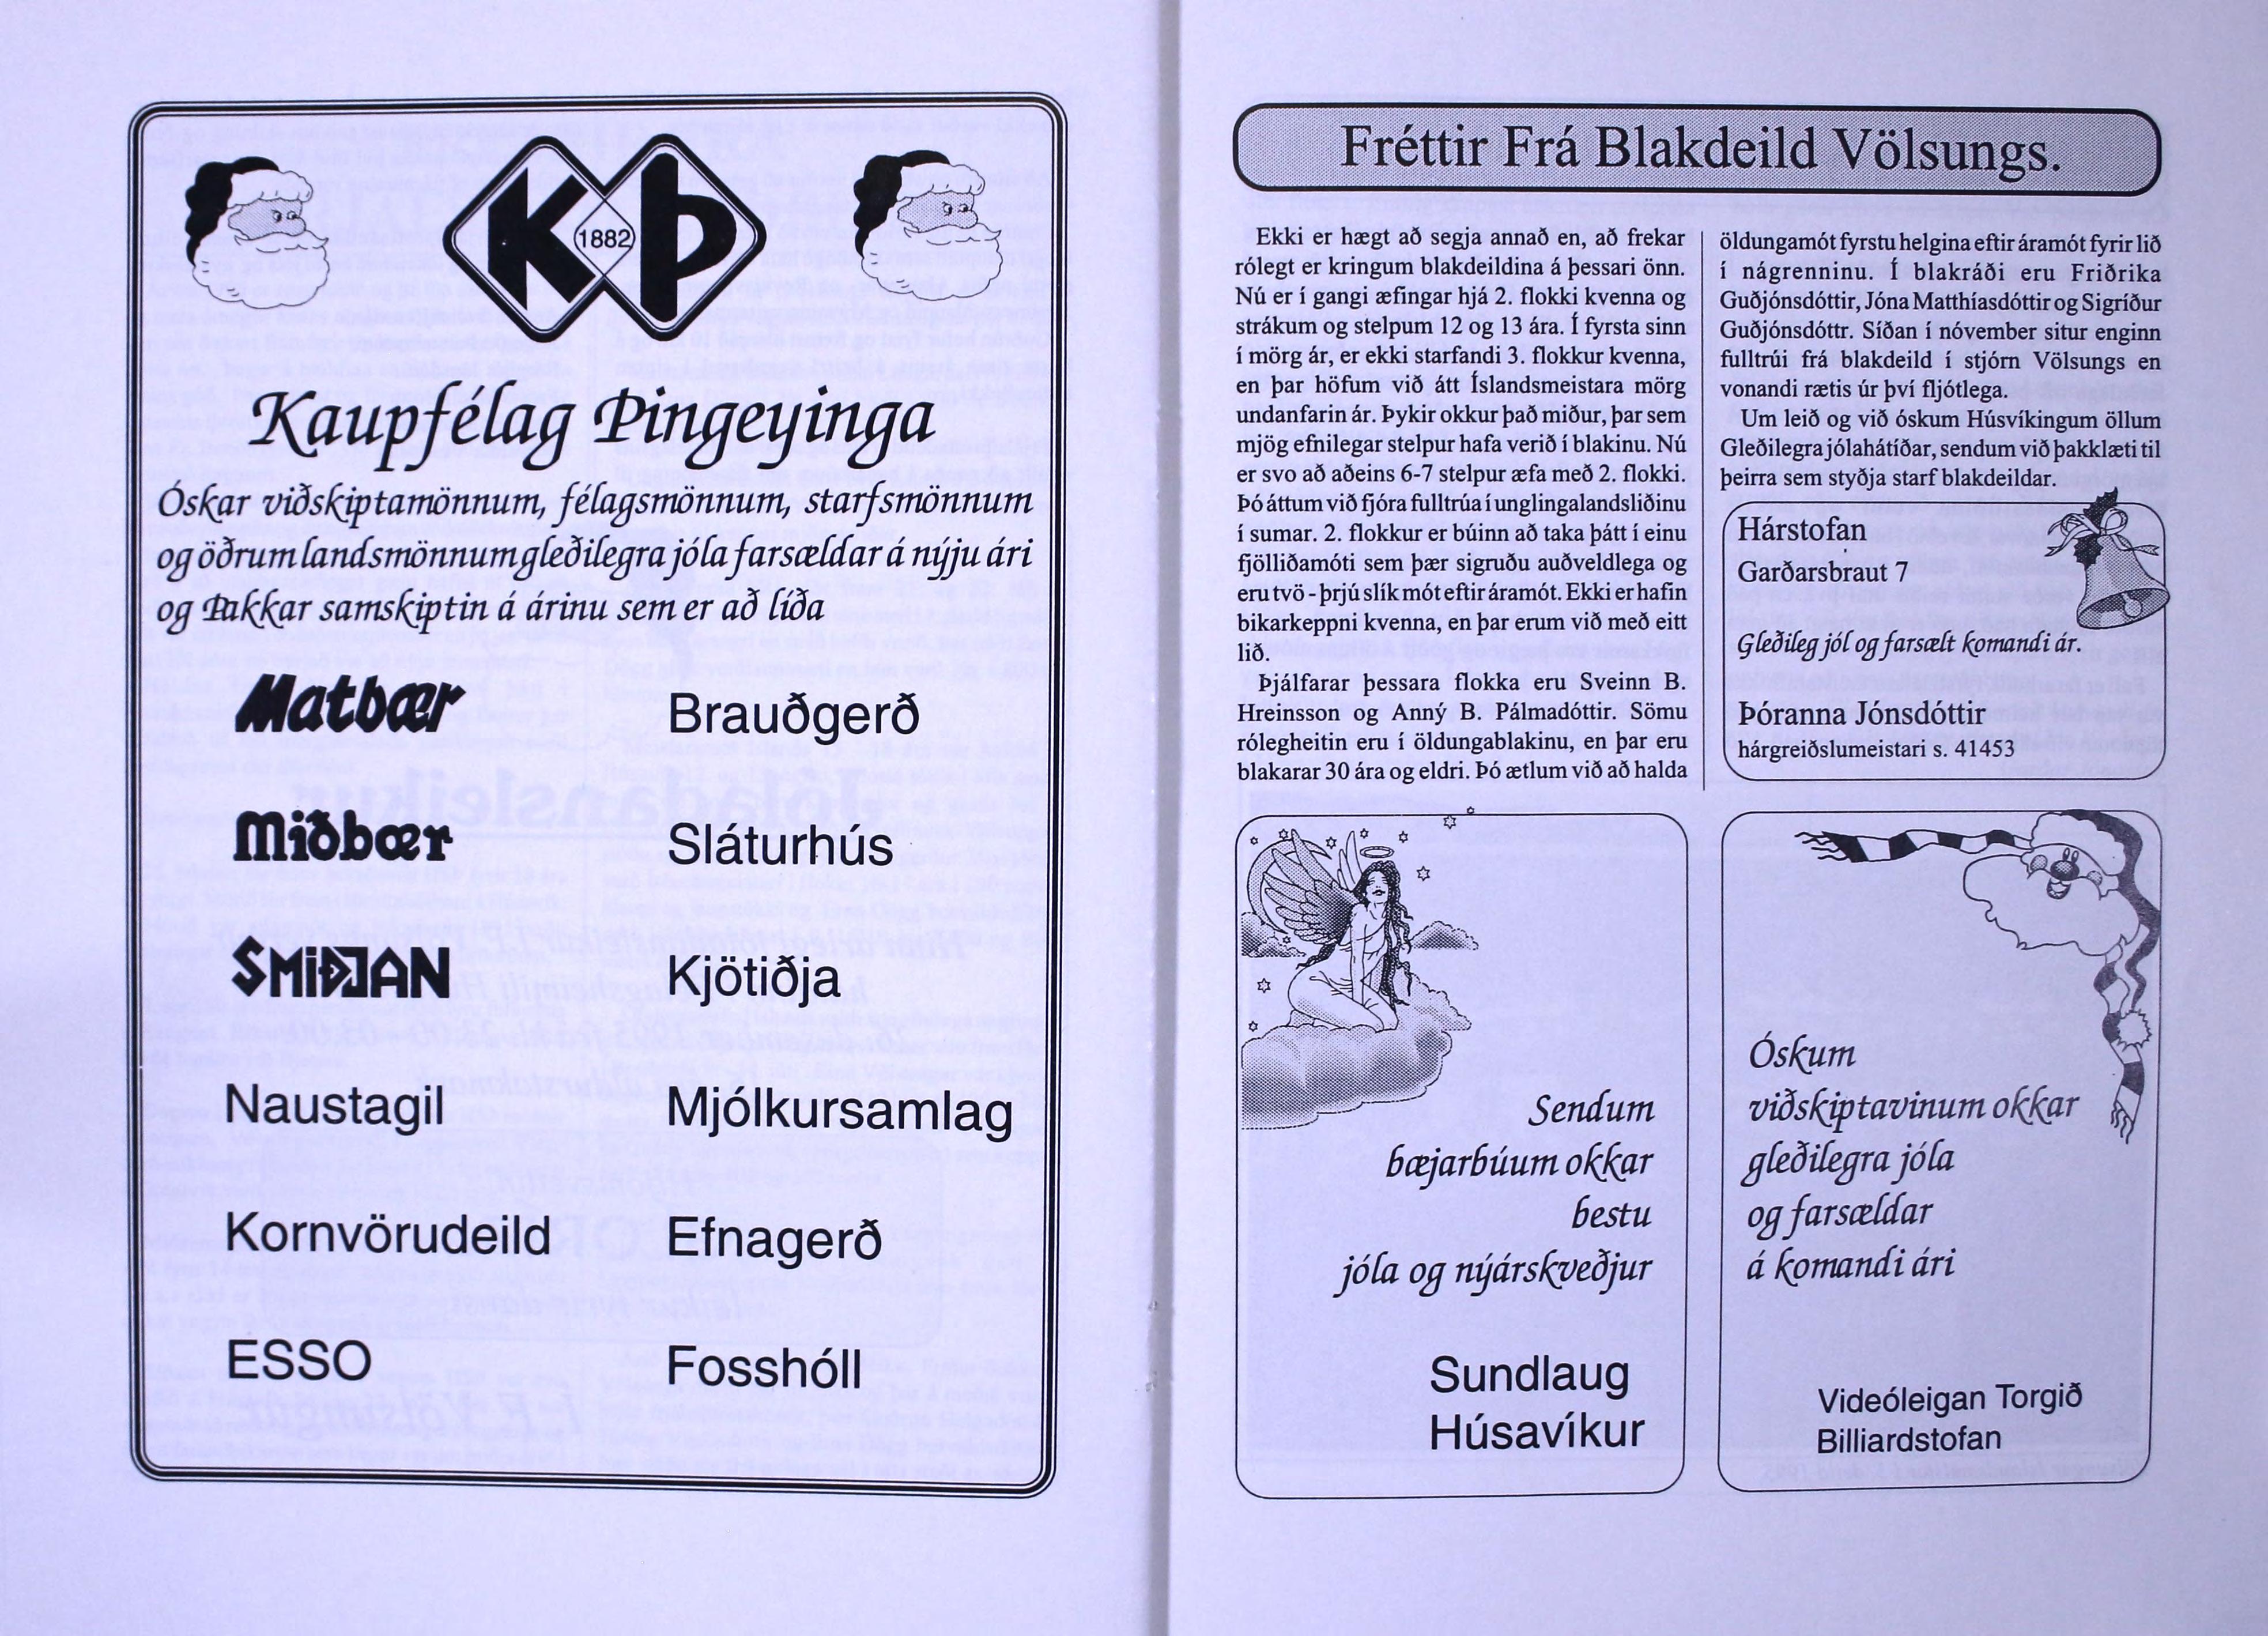 KÞ
1882
Kaupfélag Þingeyinga
Óskar viðskiptamönnum, félagsmönnum, starfsmönnum
og öðrum landsmönnum gleðilegra jóla farsældar á nýju ári
og Þakkar samskiptin á árinu sem er að líða
Matbær
Brauðgerð
Miðbær
Sláturhús
SMIÐJAN
Kjötiðja
Naustagil
Mjólkursamlag
Kornvörudeild
Efnagerð
ESSO
Fosshóll
Fréttir Frá Blakdeild Völsungs.
Ekki er hægt að segja annað en, að frekar
rólegt er kringum blakdeildina á þessari önn.
Nú er í gangi æfingar hjá 2. flokki kvenna og
strákum og stelpum 12 og 13 ára. Í fyrsta sinn
í mörg ár, er ekki starfandi 3. flokkur kvenna,
en þar höfum við átt Íslandsmeistara mörg
undanfarin ár. Þykir okkur það miður, þar sem
mjög efnilegar stelpur hafa verið í blakinu. Nú
er svo að aðeins 6-7 stelpur æfa með 2. flokki.
Þó áttum við fjóra fulltrúa í unglingalandsliðinu
í sumar. 2. flokkur er búinn að taka þátt í einu
fjölliðamóti sem þær sigruðu auðveldlega og
eru tvö - þrjú slík mót eftir áramót. Ekki er hafin
bikarkeppni kvenna, en þar erum við með eitt
lið.
Þjálfarar þessara flokka eru Sveinn B.
Hreinsson og Anný B. Pálmadóttir. Sömu
rólegheitin eru í öldungablakinu, en þar eru
blakarar 30 ára og eldri. Þó ætlum við að halda
öldungamót fyrstu helgina eftir áramót fyrir lið
í nágrenninu. Í blakráði eru Friðrika
Guðjónsdóttir, Jóna Matthíasdóttir og Sigríður
Guðjónsdóttr. Síðan í nóvember situr enginn
fulltrúi frá blakdeild í stjórn Völsungs en
vonandi rætis úr því fljótlega.
Um leið og við óskum Húsvíkingum öllum
Gleðilegra jólahátíðar, sendum við þakklæti til
þeirra sem styðja starf blakdeildar.
Hárstofan
Garðarsbraut 7
Gleðileg jól og farsælt komandi ár.
Þóranna Jónsdóttir
hárgreiðslumeistari s. 41453
Sendum
bæjarbúum okkar
bestu
jóla og nýárskveðjur
Sundlaug
Húsavíkur
Óskum
viðskiptavinum okkar
gleðilegra jóla
og farsældar
á komandi ári
Videóleigan Torgið
Billiardstofan